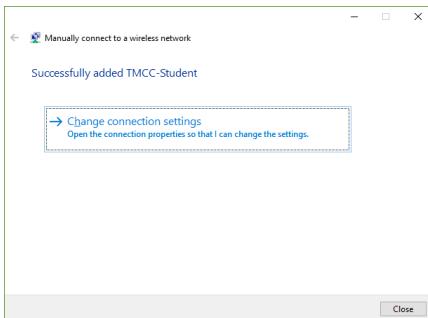 Manually connect to a wireless network
Successfully added TMCC-Student
Change connection settings
Open the connection properties so that I can change the settings.
Close